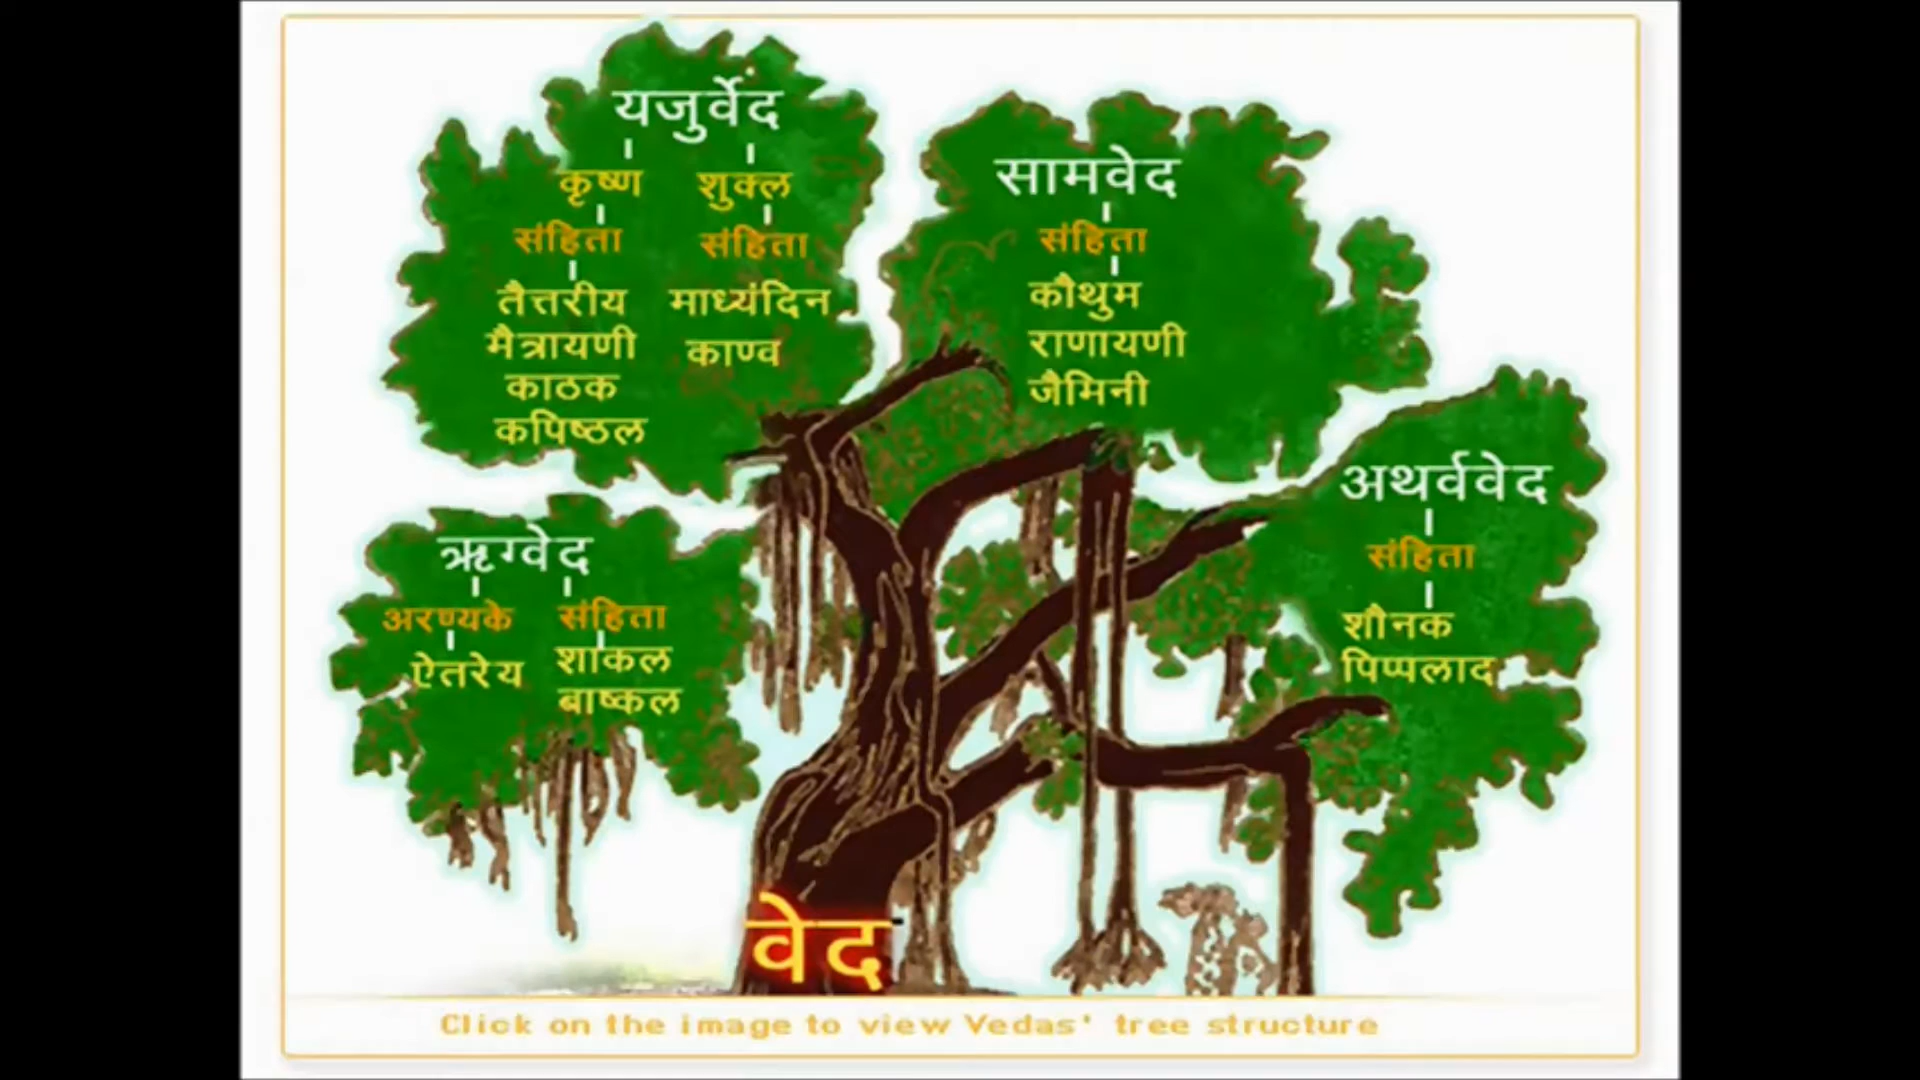 यजुर्वेद
कृष्ण शुक्ल
संहिता संहिता
तैत्तरीय माध्यंदिन
मैत्रायणी काण्व
काठक
कपिष्ठल
सामवेद
संहिता
कौथुम
राणायणी
जैमिनी
अथर्ववेद
संहिता
शौनक
पिप्पलाद
ऋग्वेद
अरण्यके संहिता
ऐतरेय शाकल
बाष्कल
वेद
Click on the image to view Vedas' tree structure